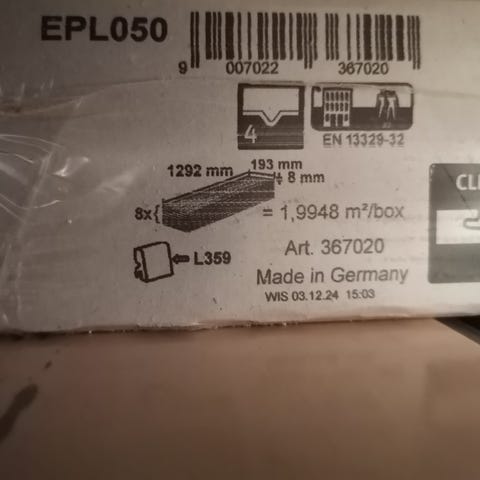 EPL050
9 007022 367020
4
EN 13329-32
1292 mm
193 mm
8 mm
8x
= 1,9948 m²/box
L359
Art. 367020
Made in Germany
WIS 03.12.24 15:03